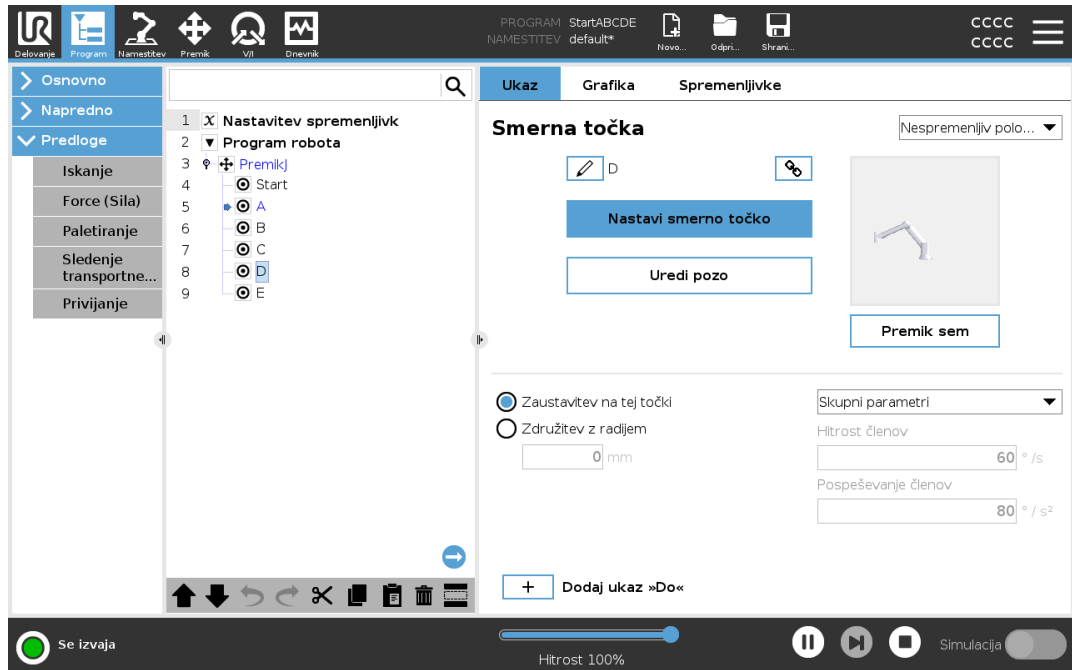 UR
PROGRAM StartABCDE
NAMESTITEV default*
Delovanje Program Namestitev Premik V/I Dnevnik
Novo... Odpri... Shrani...
CCCC
CCCC
Osnovno
Napredno
Predloge
Iskanje
Force (Sila)
Paletiranje
Sledenje
transportne...
Privijanje
1 x Nastavitev spremenljivk
2 Program robota
3 PremikJ
4 Start
5 A
6 B
7 C
8 D
9 E
Ukaz Grafika Spremenljivke
Smerna točka
Nespremenljiv polo...
D
Nastavi smerno točko
Uredi pozo
Premik sem
Zaustavitev na tej točki
Združitev z radijem
0 mm
Skupni parametri
Hitrost členov
60 ° /s
Pospeševanje členov
80 ° / s²
+ Dodaj ukaz »Do«
Se izvaja
Hitrost 100%
Simulacija